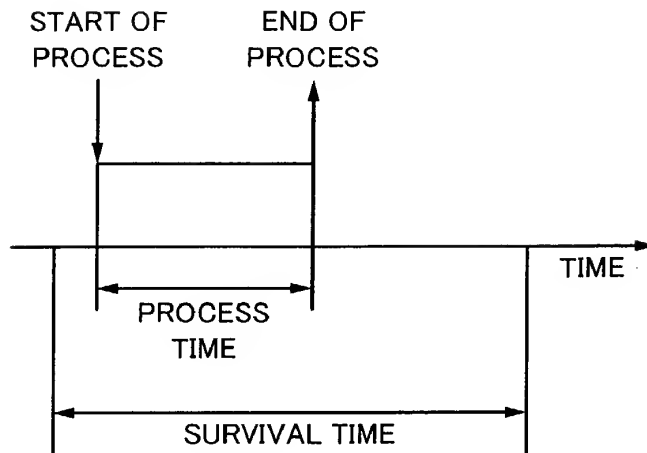 START OF
PROCESS
END OF
PROCESS
TIME
PROCESS
TIME
SURVIVAL TIME